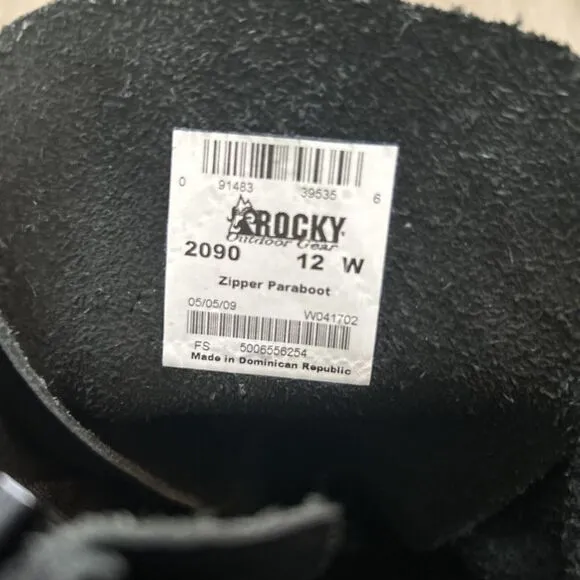 0 91483 39535 6
ROCKY
Outdoor Gear
2090 12 W
Zipper Paraboot
05/05/09 W041702
FS 5006556254
Made in Dominican Republic